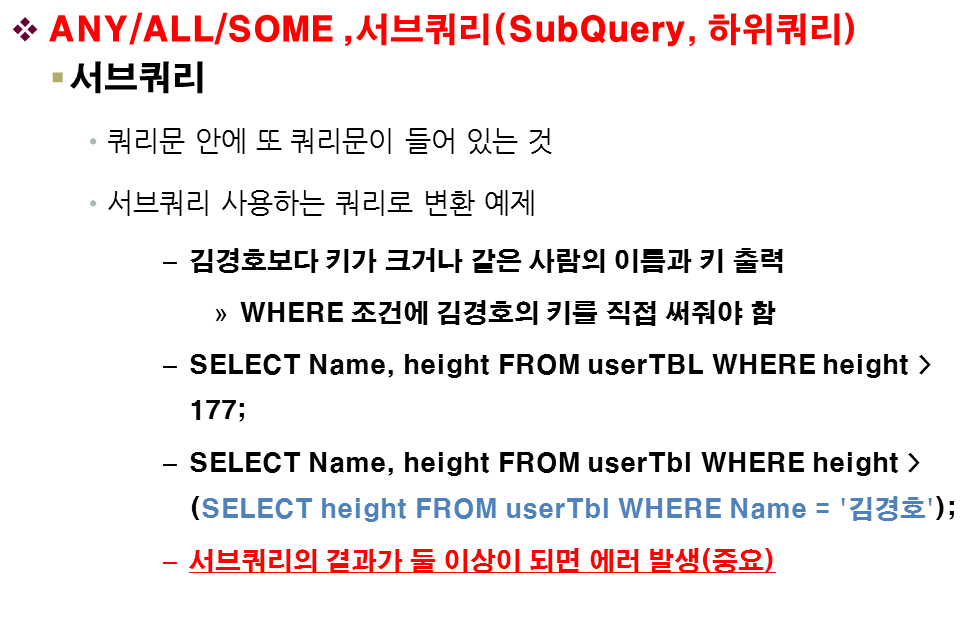 ❖ ANY/ALL/SOME ,서브쿼리(SubQuery, 하위쿼리)
▪ 서브쿼리
• 쿼리문 안에 또 쿼리문이 들어 있는 것
• 서브쿼리 사용하는 쿼리로 변환 예제
– 김경호보다 키가 크거나 같은 사람의 이름과 키 출력
» WHERE 조건에 김경호의 키를 직접 써줘야 함
– SELECT Name, height FROM userTBL WHERE height >
177;
– SELECT Name, height FROM userTbl WHERE height >
(SELECT height FROM userTbl WHERE Name = '김경호');
– 서브쿼리의 결과가 둘 이상이 되면 에러 발생(중요)